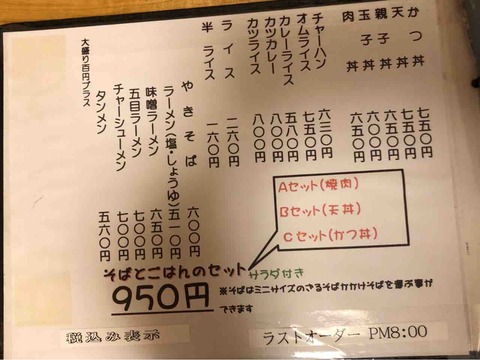 かつ丼 七五〇円
天丼 七五〇円
親子丼 六〇〇円
玉子丼 六〇〇円
肉丼 七〇〇円
チャーハン 六三〇円
オムライス 七五〇円
カレーライス 五八〇円
カツカレー 八〇〇円
カツライス 八〇〇円
ライス 二六〇円
半ライス 一六〇円
やきそば 六〇〇円
ラーメン(塩・しょうゆ) 五一〇円
味噌ラーメン 六五〇円
五目ラーメン 七〇〇円
チャーシューメン 七〇〇円
タンメン 五六〇円
大盛り百円プラス
Aセット(焼肉)
Bセット(天丼)
Cセット(かつ丼)
そばとごはんのセット サラダ付き
950円
※そばはミニサイズのざるそばかかけそばを選ぶ事ができます
税込み表示
ラストオーダー PM8:00